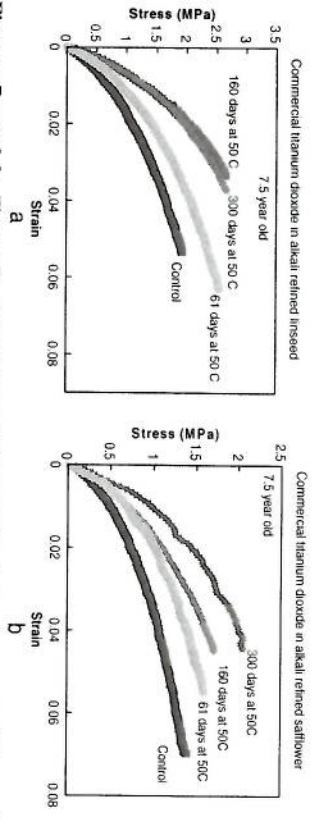 Commercial titanium dioxide in alkali refined linseed
7.5 year old
Stress (MPa)
3.5
3
2.5
2
1.5
1
0.5
0
0
0.02
0.04
0.06
0.08
Strain
160 days at 50 C
300 days at 50 C
61 days at 50 C
Control
a
Commercial titanium dioxide in alkali refined safflower
7.5 year old
Stress (MPa)
2.5
2
1.5
1
0.5
0
0
0.02
0.04
0.06
0.08
Strain
300 days at 50C
160 days at 50C
61 days at 50C
Control
b